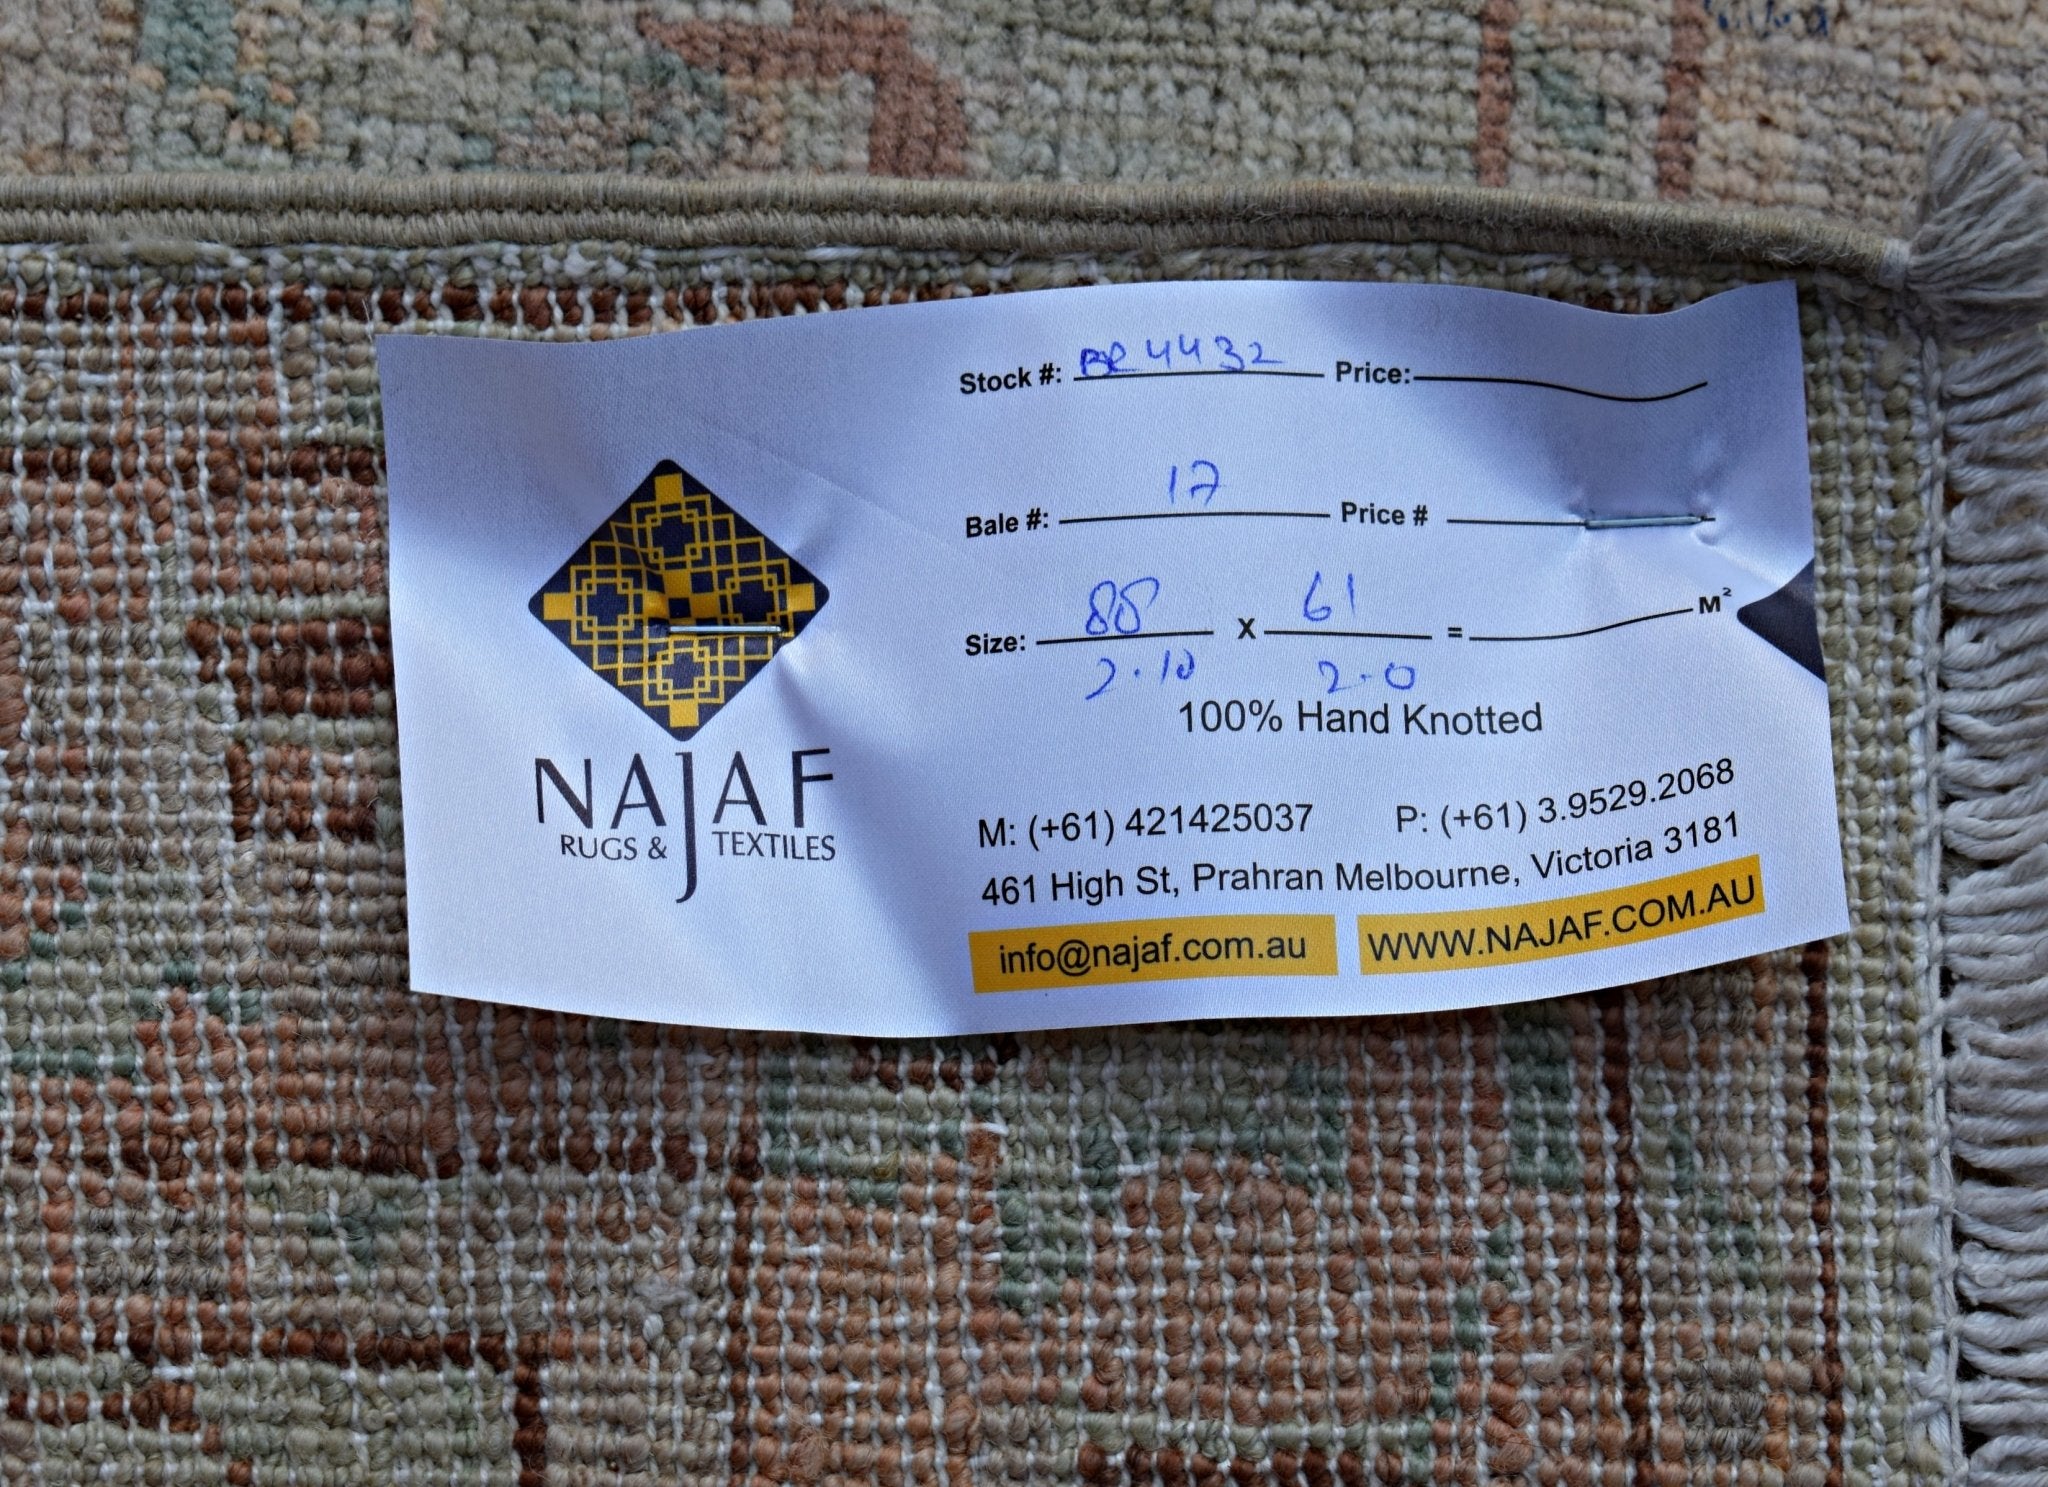 NAJAF
RUGS & TEXTILES
Stock #: BR4432 Price:
Bale #: 17 Price #
Size: 88 X 61 = M²
2.10 2.0
100% Hand Knotted
M: (+61) 421425037 P: (+61) 3.9529.2068
461 High St, Prahran Melbourne, Victoria 3181
info@najaf.com.au WWW.NAJAF.COM.AU